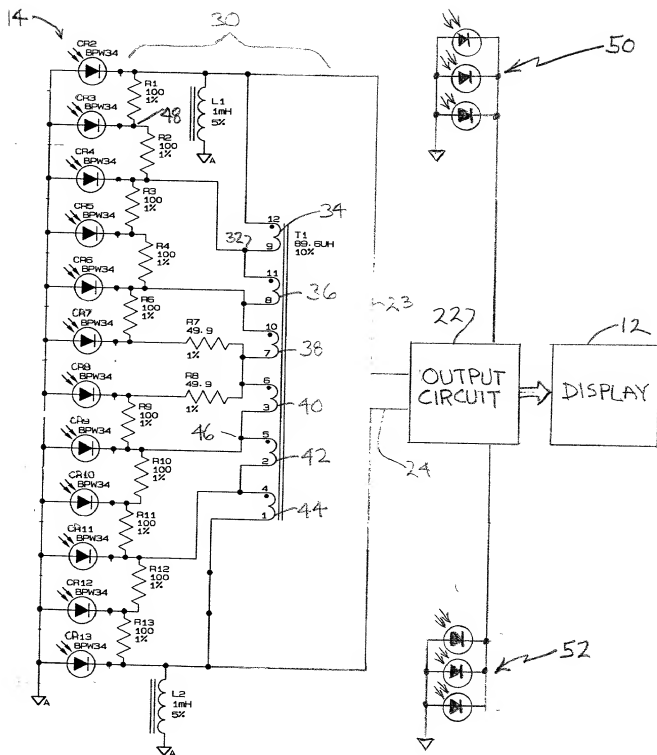 14
30
50
CR2
BPW34
R1
100
1%
L1
1mH
5%
A
CR3
BPW34
48
R2
100
1%
CR4
BPW34
R3
100
1%
12
34
9
T1
89.6UH
10%
32
CR5
BPW34
R4
100
1%
11
36
8
CR6
BPW34
R6
100
1%
23
22
12
CR7
BPW34
R7
49.9
1%
10
38
7
OUTPUT
CIRCUIT
DISPLAY
CR8
BPW34
R8
49.9
1%
6
40
3
24
R9
100
1%
CR9
BPW34
46
5
42
2
R10
100
1%
CR10
BPW34
4
44
1
R11
100
1%
CR11
BPW34
R12
100
1%
CR12
BPW34
R13
100
1%
CR13
BPW34
52
L2
1mH
5%
A
A